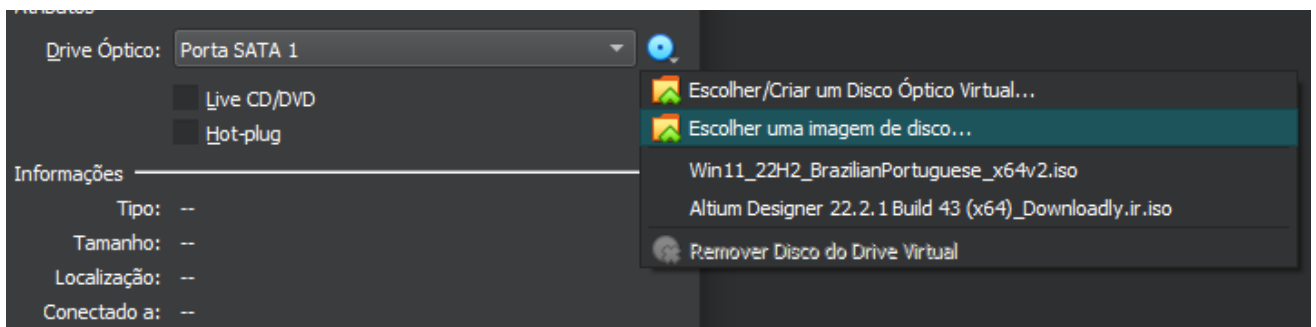 Atributos
Drive Óptico: Porta SATA 1
Live CD/DVD
Hot-plug
Escolher/Criar um Disco Óptico Virtual...
Escolher uma imagem de disco...
Win11_22H2_BrazilianPortuguese_x64v2.iso
Altium Designer 22.2.1 Build 43 (x64)_Downloadly.ir.iso
Remover Disco do Drive Virtual
Informações
Tipo: --
Tamanho: --
Localização: --
Conectado a: --